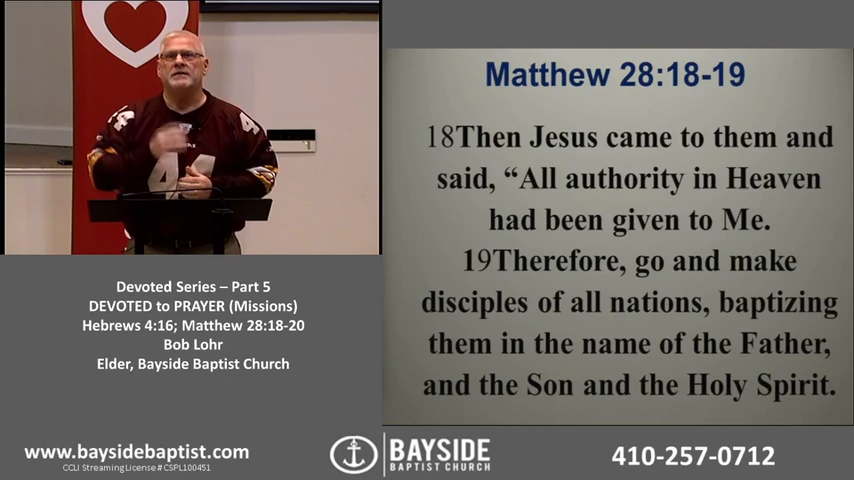 44
4
44
Matthew 28:18-19
18Then Jesus came to them and
said, “All authority in Heaven
had been given to Me.
19Therefore, go and make
disciples of all nations, baptizing
them in the name of the Father,
and the Son and the Holy Spirit.
Devoted Series – Part 5
DEVOTED to PRAYER (Missions)
Hebrews 4:16; Matthew 28:18-20
Bob Lohr
Elder, Bayside Baptist Church
www.baysidebaptist.com
CCLI Streaming License # CSPL100451
BAYSIDE
BAPTIST CHURCH
410-257-0712